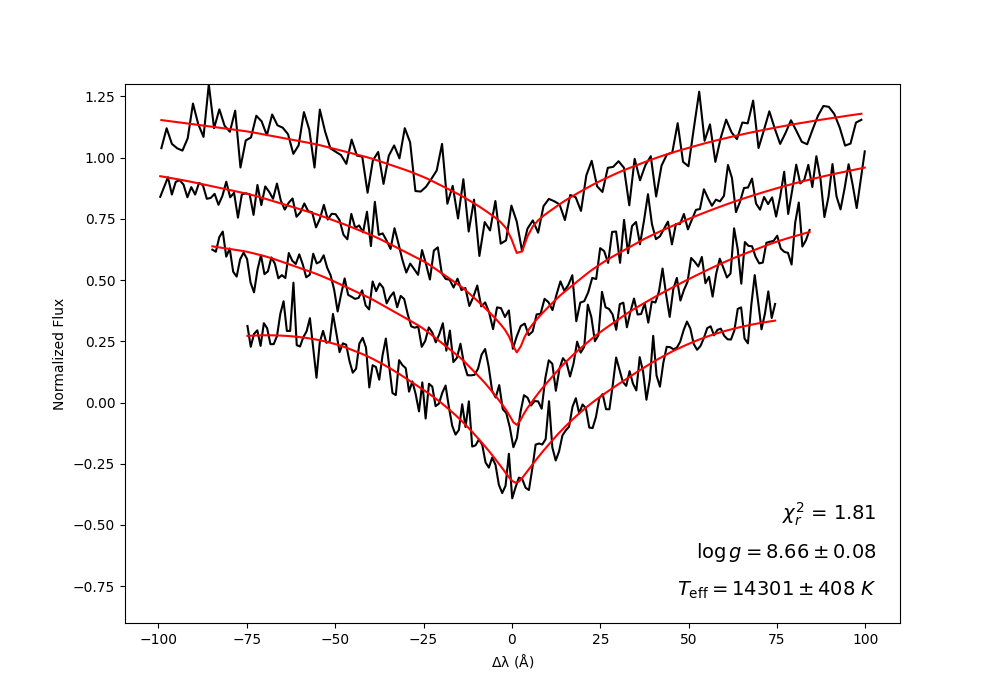 1.25
1.00
0.75
0.50
0.25
0.00
−0.25
−0.50
−0.75
Normalized Flux
χ²ᵣ = 1.81
log g = 8.66 ± 0.08
T_eff = 14301 ± 408 K
−100 −75 −50 −25 0 25 50 75 100
Δλ (Å)